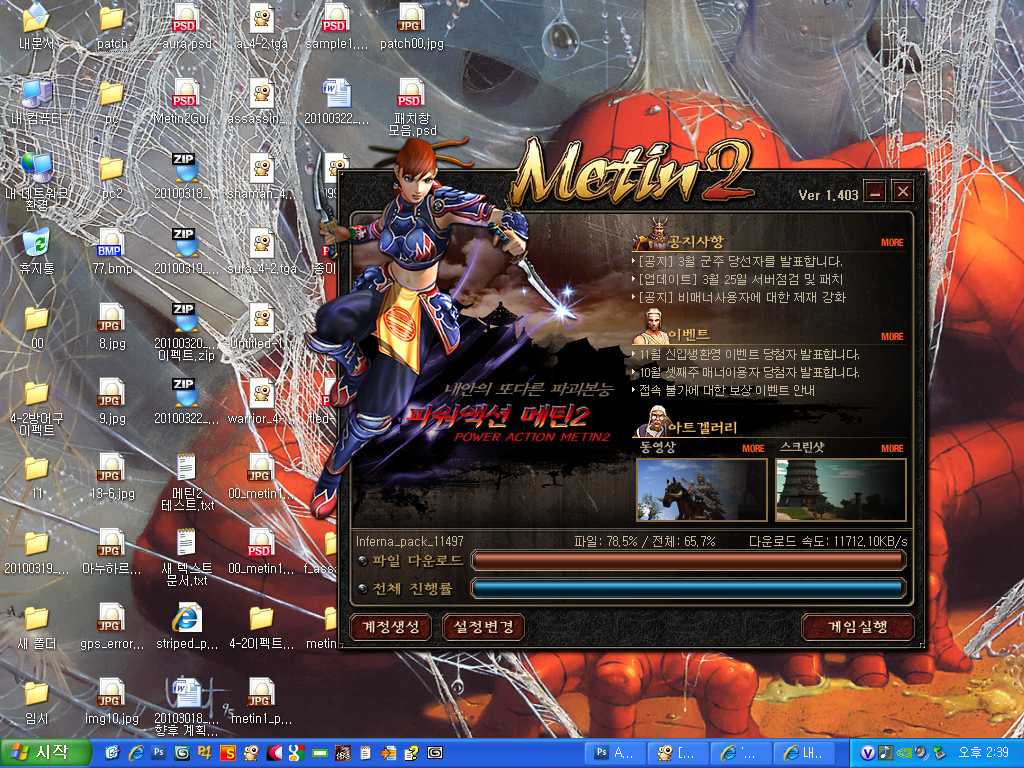 내문서
patch
aura.psd
a_4-2.tga
sample1,...
patch00.jpg
내 컴퓨터
pc
Metin2Gui...
assassin_...
20100322_...
패치창
모음.psd
내 네트워크
환경
pc2
20100318_...
shaman_4...
휴지통
77.bmp
20100319_...
sura_4-2.tga
00
8.jpg
20100320_...
이펙트.zip
Untitled-1...
4-2방어구
이펙트
9.jpg
20100322_...
warrior_4-...
11
13-6.jpg
메틴2
테스트.txt
00_metin1...
20100319_...
아누하르...
새 텍스트
문서.txt
00_metin1...
f_assa
새 폴더
gps_error...
striped_p...
4-2이펙트...
metin
임시
img10.jpg
20103018_...
향후 계획...
metin1_p...
Metin2
Ver 1.403
공지사항
MORE
[공지] 3월 군주 당선자를 발표합니다.
[업데이트] 3월 25일 서버점검 및 패치
[공지] 비매너사용자에 대한 제재 강화
이벤트
MORE
11월 신입생환영 이벤트 당첨자 발표합니다.
10월 셋째주 매너이용자 당첨자 발표합니다.
접속 불가에 대한 보상 이벤트 안내
내안의 또다른 파괴본능
파워액션 메틴2
POWER ACTION METIN2
아트겔러리
동영상
MORE
스크린샷
MORE
Inferna_pack_11497
파일: 78,5% / 전체: 65,7%
다운로드 속도: 11712,10KB/s
파일 다운로드
전체 진행률
계정생성
설정변경
게임실행
시작
A...
[...
'...
내...
오후 2:39